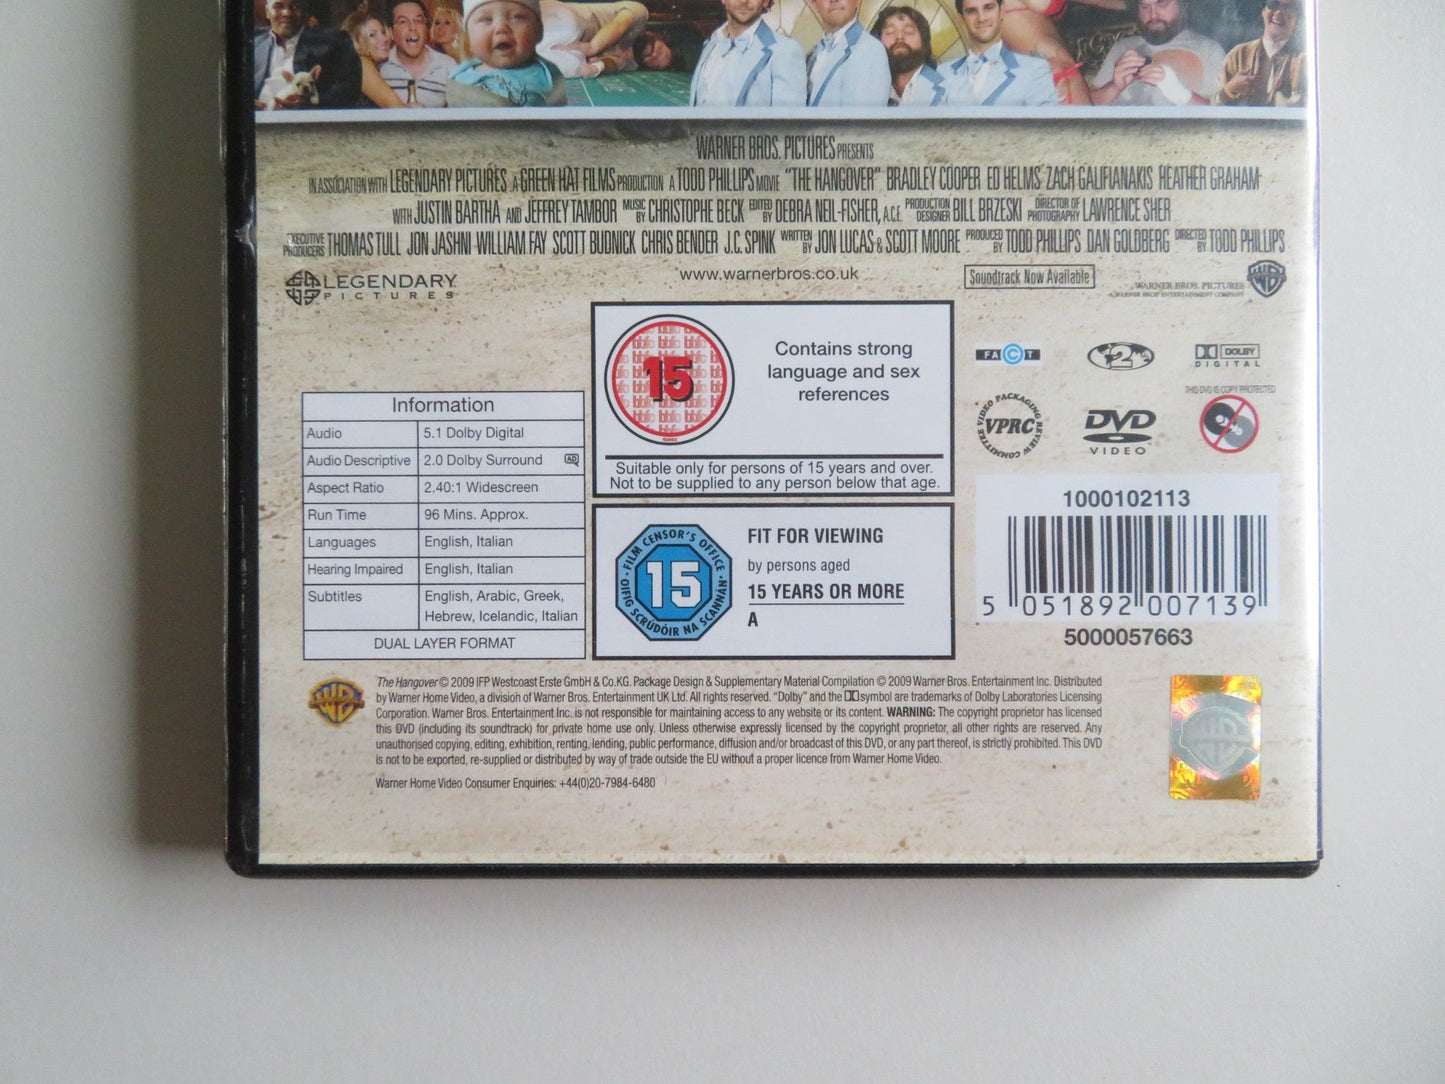 WARNER BROS. PICTURES PRESENTS
IN ASSOCIATION WITH LEGENDARY PICTURES A GREEN HAT FILMS PRODUCTION A TODD PHILLIPS MOVIE "THE HANGOVER" BRADLEY COOPER ED HELMS ZACH GALIFIANAKIS HEATHER GRAHAM
WITH JUSTIN BARTHA AND JEFFREY TAMBOR MUSIC BY CHRISTOPHE BECK EDITED BY DEBRA NEIL-FISHER, A.C.E. PRODUCTION DESIGNER BILL BRZESKI DIRECTOR OF PHOTOGRAPHY LAWRENCE SHER
EXECUTIVE PRODUCERS THOMAS TULL JON JASHNI WILLIAM FAY SCOTT BUDNICK CHRIS BENDER J.C. SPINK WRITTEN BY JON LUCAS & SCOTT MOORE PRODUCED BY TODD PHILLIPS DAN GOLDBERG DIRECTED BY TODD PHILLIPS
LEGENDARY
PICTURES
www.warnerbros.co.uk
Soundtrack Now Available
WARNER BROS. PICTURES
A WARNER BROS. ENTERTAINMENT COMPANY
WB
15
Contains strong
language and sex
references
Suitable only for persons of 15 years and over.
Not to be supplied to any person below that age.
FACT
2
DOLBY
DIGITAL
VIDEO PACKAGING REVIEW COMMITTEE
VPRC
DVD
VIDEO
THIS DVD IS COPY PROTECTED
Information
Audio 5.1 Dolby Digital
Audio Descriptive 2.0 Dolby Surround AD
Aspect Ratio 2.40:1 Widescreen
Run Time 96 Mins. Approx.
Languages English, Italian
Hearing Impaired English, Italian
Subtitles English, Arabic, Greek,
Hebrew, Icelandic, Italian
DUAL LAYER FORMAT
FILM CENSOR'S OFFICE
15
OIFIG SCRÚDÓIR NA SCANNÁN
FIT FOR VIEWING
by persons aged
15 YEARS OR MORE
A
1000102113
5 051892 007139
5000057663
WB
The Hangover © 2009 IFP Westcoast Erste GmbH & Co.KG. Package Design & Supplementary Material Compilation © 2009 Warner Bros. Entertainment Inc. Distributed
by Warner Home Video, a division of Warner Bros. Entertainment UK Ltd. All rights reserved. "Dolby" and the symbol are trademarks of Dolby Laboratories Licensing
Corporation. Warner Bros. Entertainment Inc. is not responsible for maintaining access to any website or its content. WARNING: The copyright proprietor has licensed
this DVD (including its soundtrack) for private home use only. Unless otherwise expressly licensed by the copyright proprietor, all other rights are reserved. Any
unauthorised copying, editing, exhibition, renting, lending, public performance, diffusion and/or broadcast of this DVD, or any part thereof, is strictly prohibited. This DVD
is not to be exported, re-supplied or distributed by way of trade outside the EU without a proper licence from Warner Home Video.
Warner Home Video Consumer Enquiries: +44(0)20-7984-6480
WB